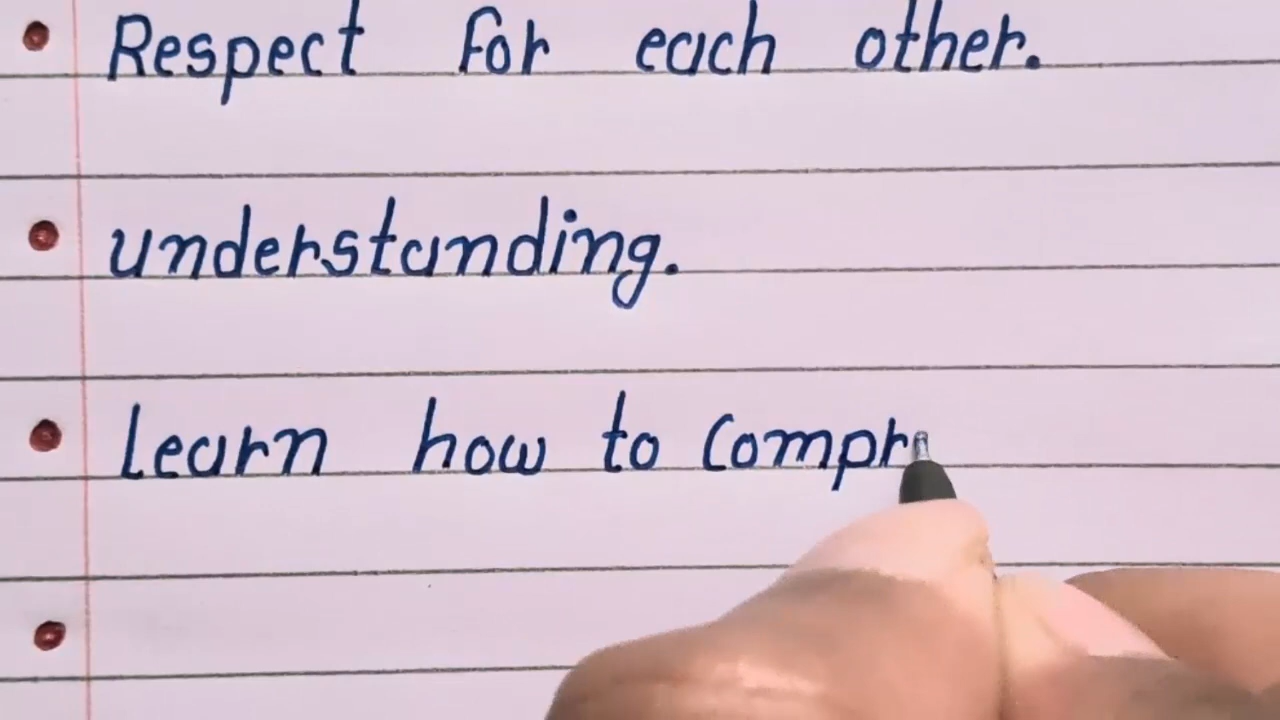 Respect for each other.
understanding.
Learn how to compr